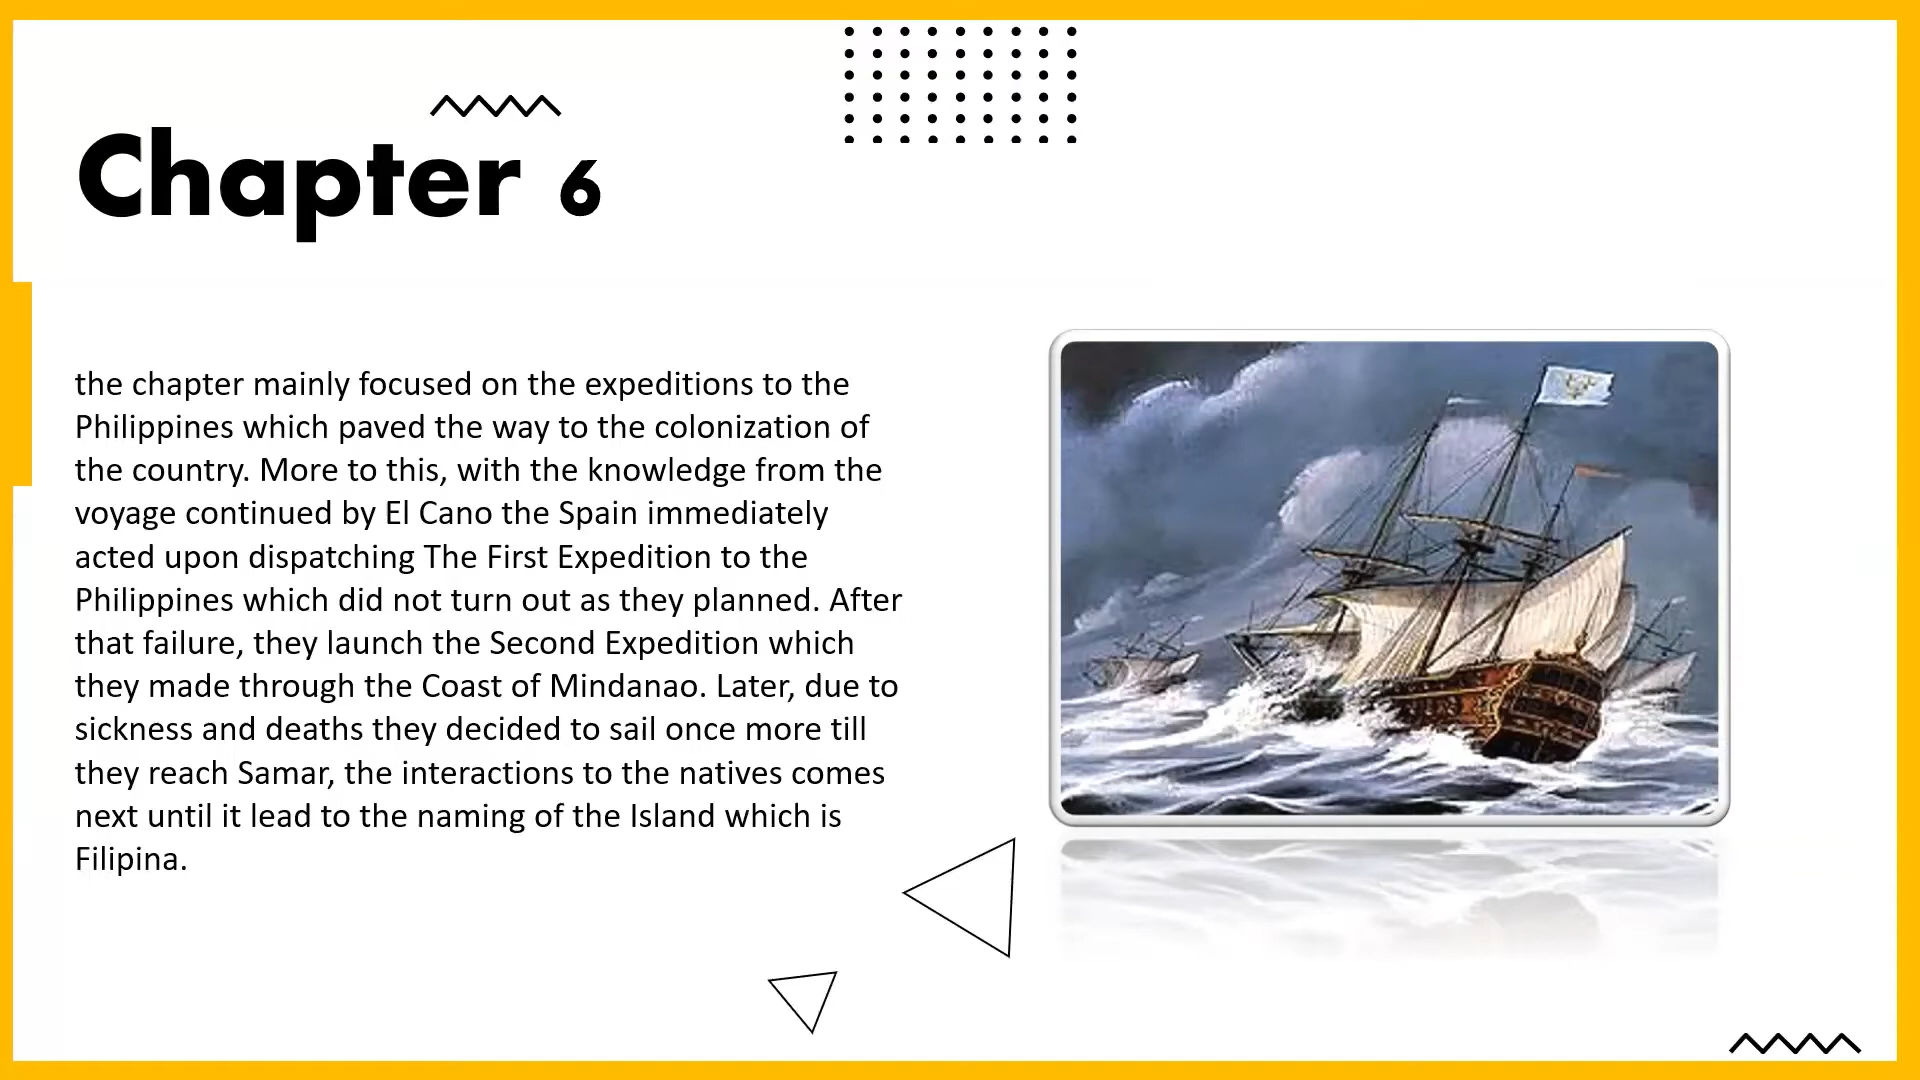 Chapter 6
the chapter mainly focused on the expeditions to the
Philippines which paved the way to the colonization of
the country. More to this, with the knowledge from the
voyage continued by El Cano the Spain immediately
acted upon dispatching The First Expedition to the
Philippines which did not turn out as they planned. After
that failure, they launch the Second Expedition which
they made through the Coast of Mindanao. Later, due to
sickness and deaths they decided to sail once more till
they reach Samar, the interactions to the natives comes
next until it lead to the naming of the Island which is
Filipina.